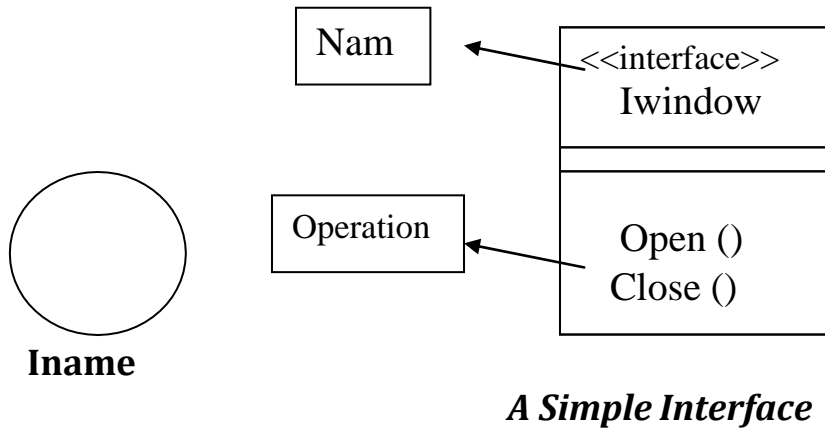 Nam
<<interface>>
Iwindow
Operation
Open ()
Close ()
Iname
A Simple Interface